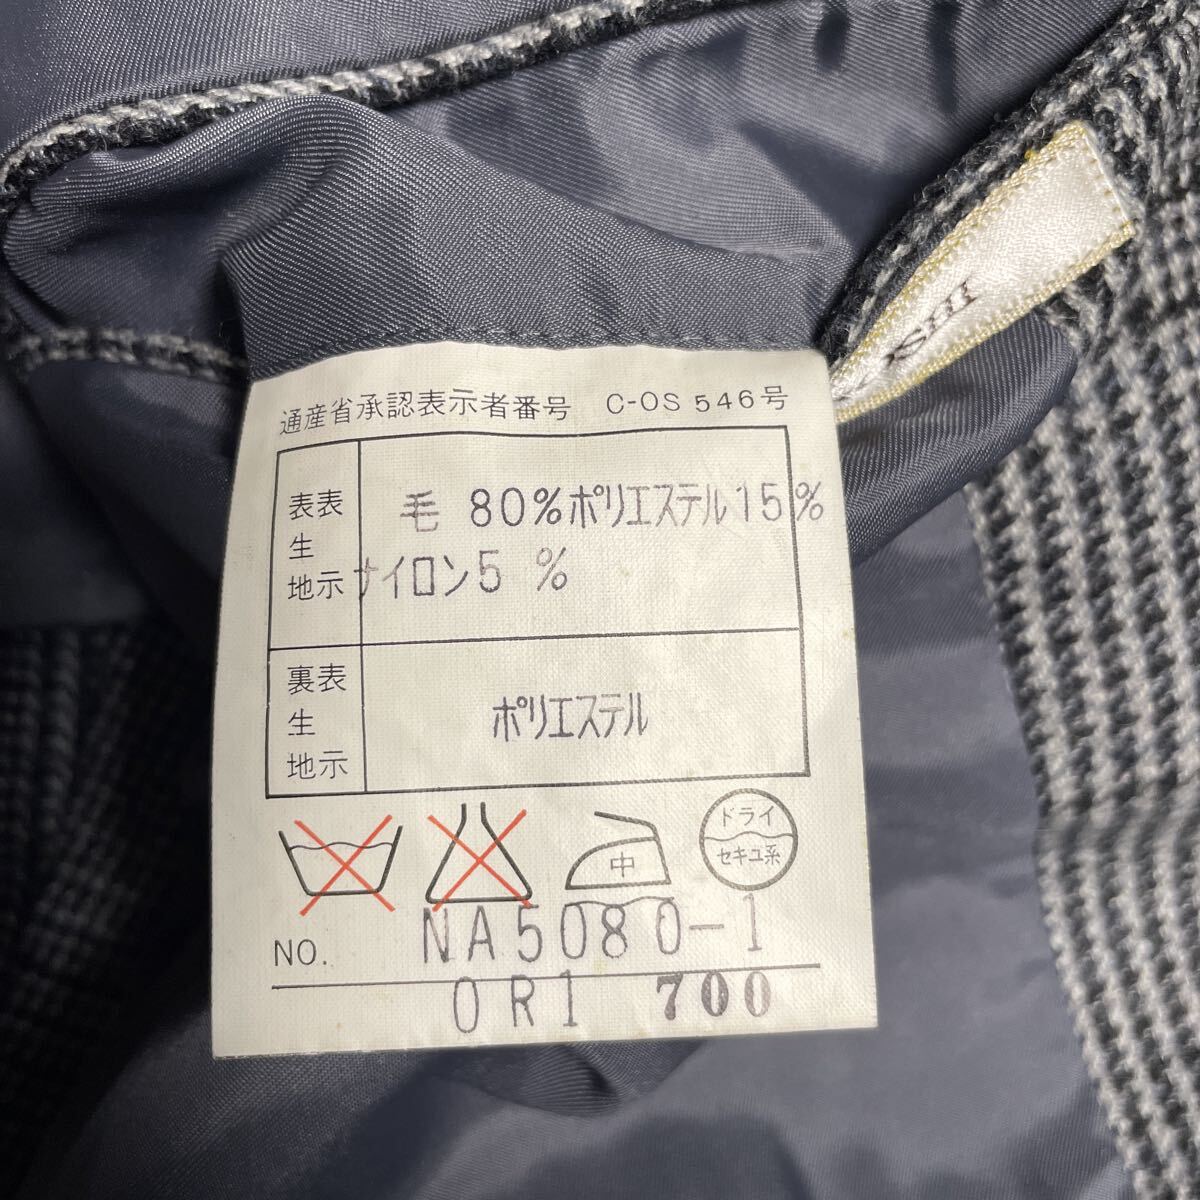 通産省承認表示者番号 C-OS 546号
表表
生
地示
毛 80%ポリエステル15%
ナイロン5 %
裏表
生
地示
ポリエステル
中
ドライ
セキユ系
NO. NA5080-1
OR1 700